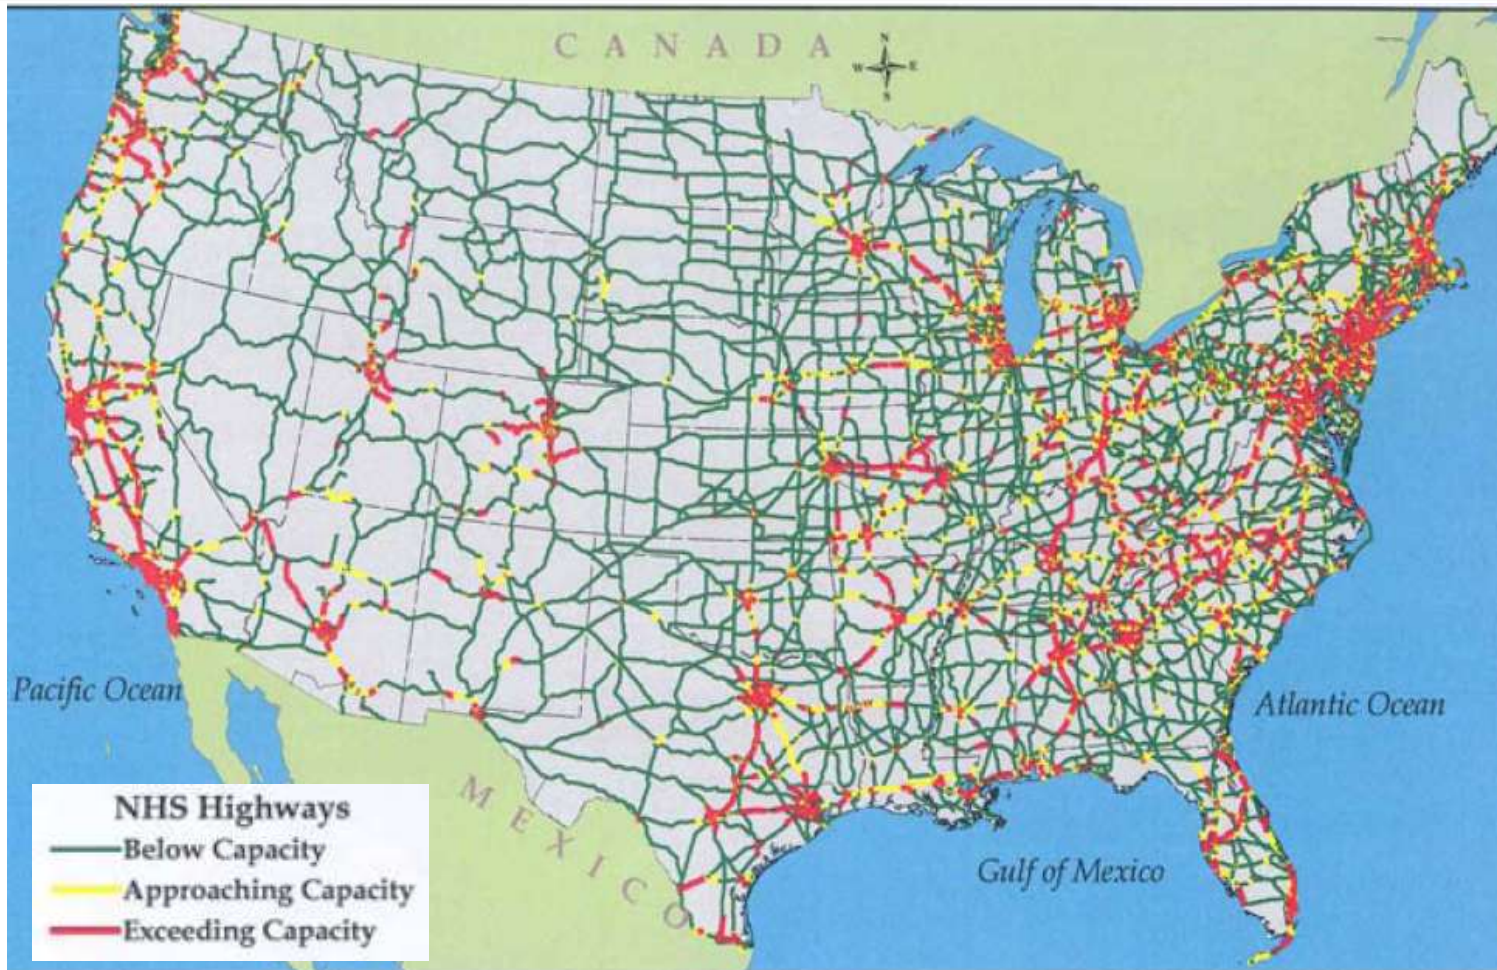 CANADA
N
W E
S
Pacific Ocean
Atlantic Ocean
MEXICO
Gulf of Mexico
NHS Highways
Below Capacity
Approaching Capacity
Exceeding Capacity